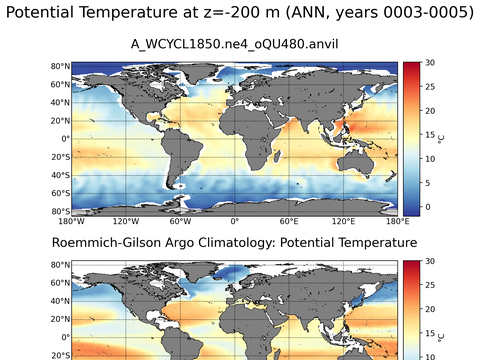 Potential Temperature at z=-200 m (ANN, years 0003-0005)
A_WCYCL1850.ne4_oQU480.anvil
80°N
60°N
40°N
20°N
0°
20°S
40°S
60°S
80°S
180°W 120°W 60°W 0° 60°E 120°E 180°E
30
25
20
15
10
5
0
°C
Roemmich-Gilson Argo Climatology: Potential Temperature
80°N
60°N
40°N
20°N
0°
20°S
30
25
20
15
10
°C